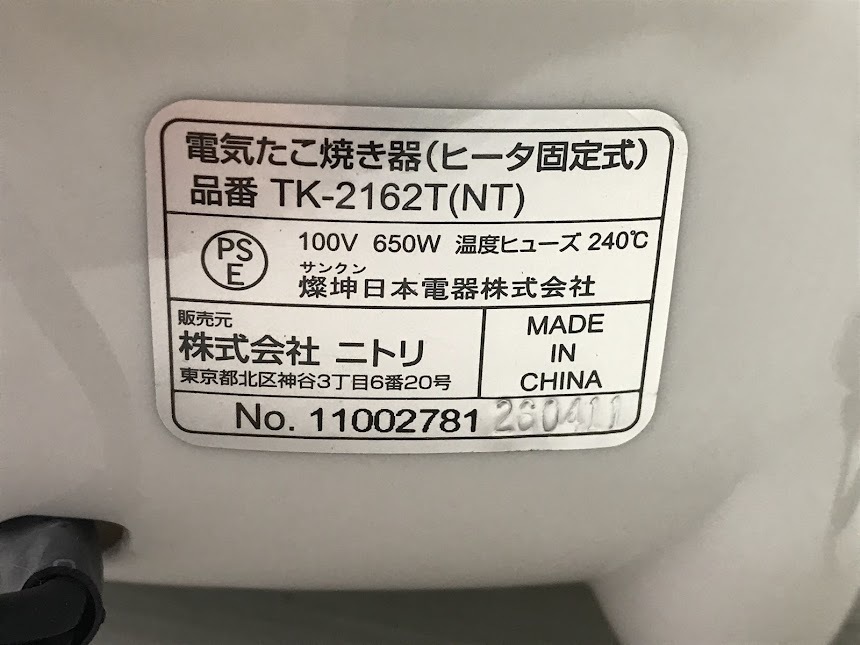 電気たこ焼き器(ヒータ固定式)
品番 TK-2162T(NT)
PS
E
100V 650W 温度ヒューズ 240℃
サンクン
燦坤日本電器株式会社
販売元
株式会社 ニトリ
東京都北区神谷3丁目6番20号
MADE
IN
CHINA
No. 11002781 260411